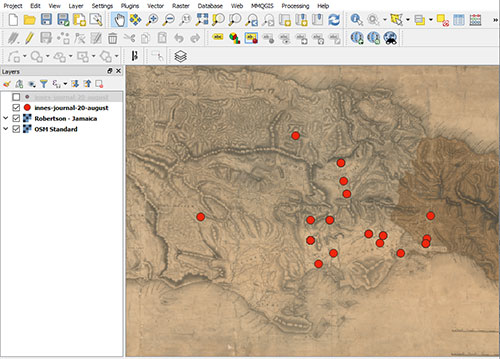 Project Edit View Layer Settings Plugins Vector Raster Database Web MMQGIS Processing Help
Layers
innes-journal-20-august
innes-journal-20-august
Robertson - Jamaica
OSM Standard